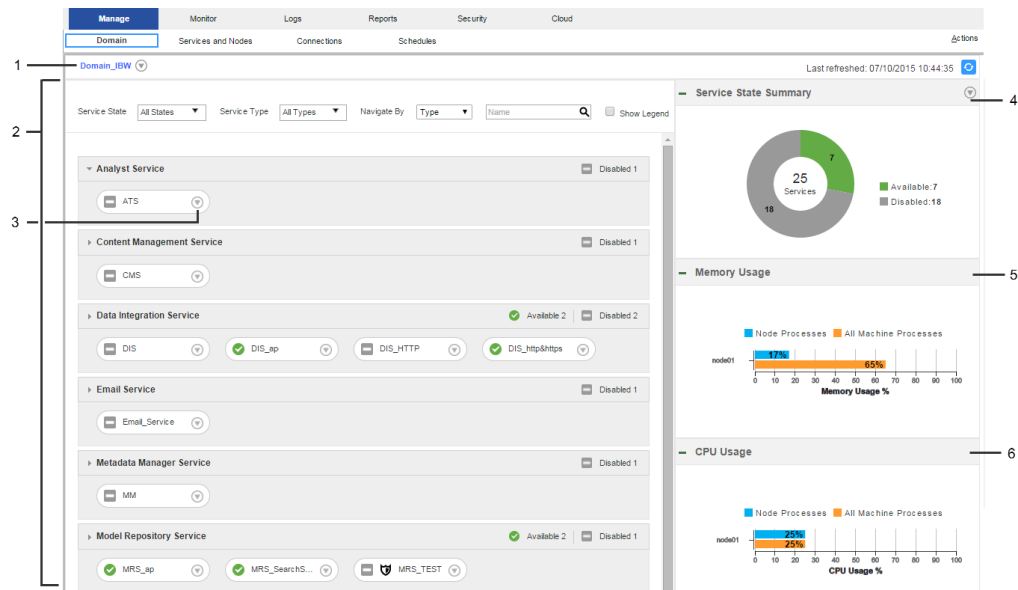 Manage Monitor Logs Reports Security Cloud
Domain Services and Nodes Connections Schedules Actions
1 Domain_IBW Last refreshed: 07/10/2015 10:44:35
2
Service State All States Service Type All Types Navigate By Type Name Show Legend
Analyst Service Disabled 1
ATS
3
Content Management Service Disabled 1
CMS
Data Integration Service Available 2 Disabled 2
DIS DIS_ap DIS_HTTP DIS_http&https
Email Service Disabled 1
Email_Service
Metadata Manager Service Disabled 1
MM
Model Repository Service Available 2 Disabled 1
MRS_ap MRS_SearchS... MRS_TEST
Service State Summary 4
7
25
Services
18
Available:7
Disabled:18
Memory Usage 5
Node Processes All Machine Processes
17%
node01
65%
0 10 20 30 40 50 60 70 80 90 100
Memory Usage %
CPU Usage 6
Node Processes All Machine Processes
25%
node01
25%
0 10 20 30 40 50 60 70 80 90 100
CPU Usage %